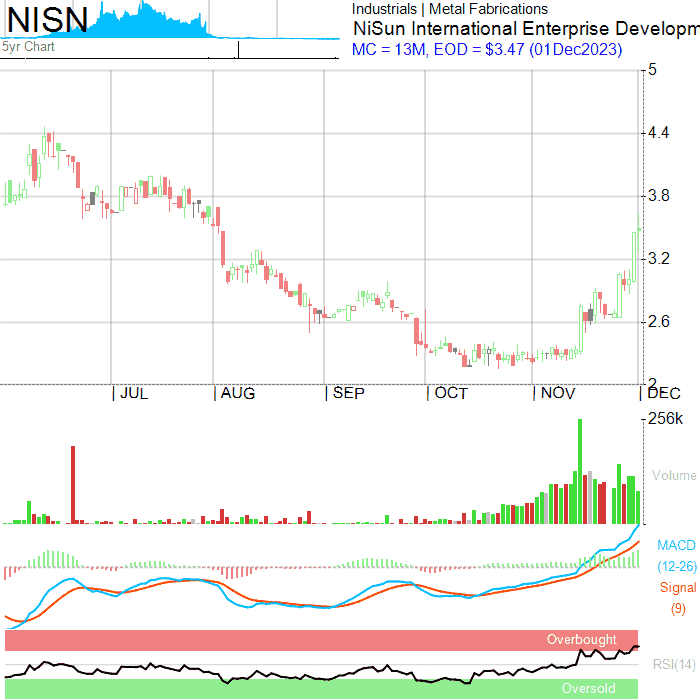 NISN
5yr Chart
Industrials | Metal Fabrications
NiSun International Enterprise Developm
MC = 13M, EOD = $3.47 (01Dec2023)
5
4.4
3.8
3.2
2.6
2
| JUL | AUG | SEP | OCT | NOV | DEC
256k
Volume
MACD
(12-26)
Signal
(9)
Overbought
RSI(14)
Oversold